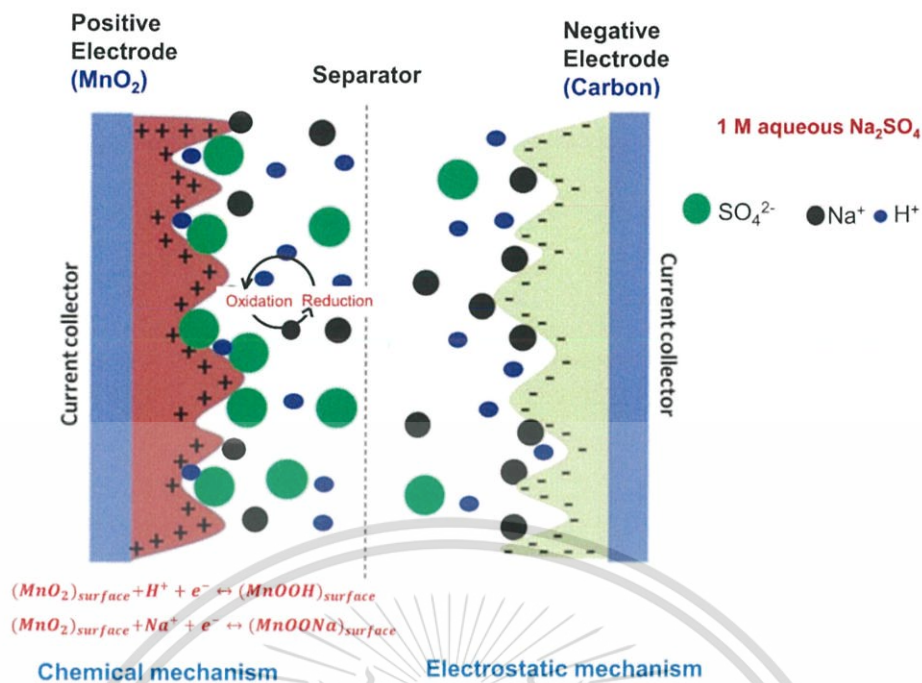 Positive
Electrode
(MnO₂)
Separator
Negative
Electrode
(Carbon)
1 M aqueous Na₂SO₄
SO₄²⁻ Na⁺ H⁺
Current collector
Oxidation Reduction
Current collector
(MnO₂)surface + H⁺ + e⁻ ↔ (MnOOH)surface
(MnO₂)surface + Na⁺ + e⁻ ↔ (MnOONa)surface
Chemical mechanism
Electrostatic mechanism